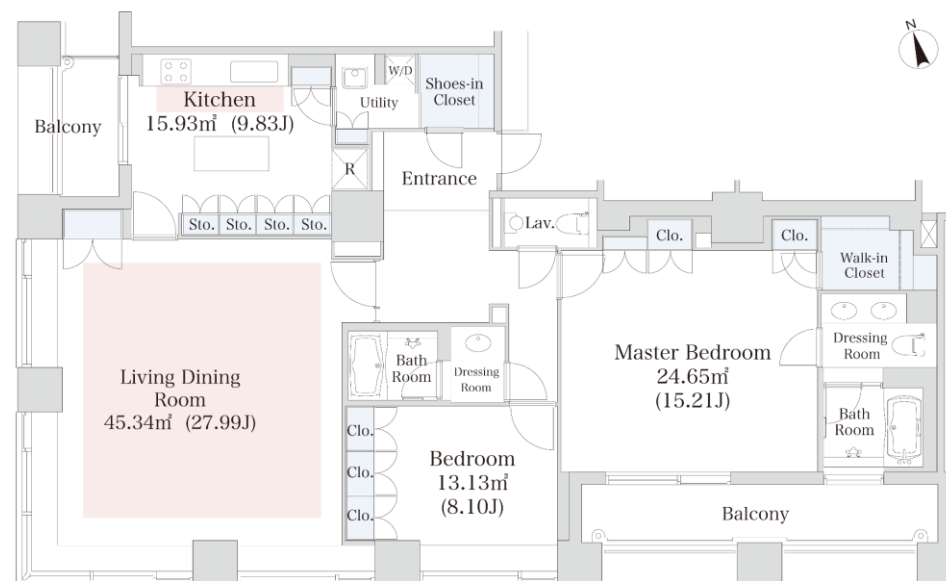 N
W/D
Shoes-in
Closet
Utility
Kitchen
15.93㎡ (9.83J)
Balcony
R
Entrance
Sto.
Sto.
Sto.
Sto.
Lav.
Clo.
Clo.
Walk-in
Closet
Living Dining
Room
45.34㎡ (27.99J)
Bath
Room
Dressing
Room
Master Bedroom
24.65㎡
(15.21J)
Dressing
Room
Bath
Room
Clo.
Clo.
Clo.
Bedroom
13.13㎡
(8.10J)
Balcony